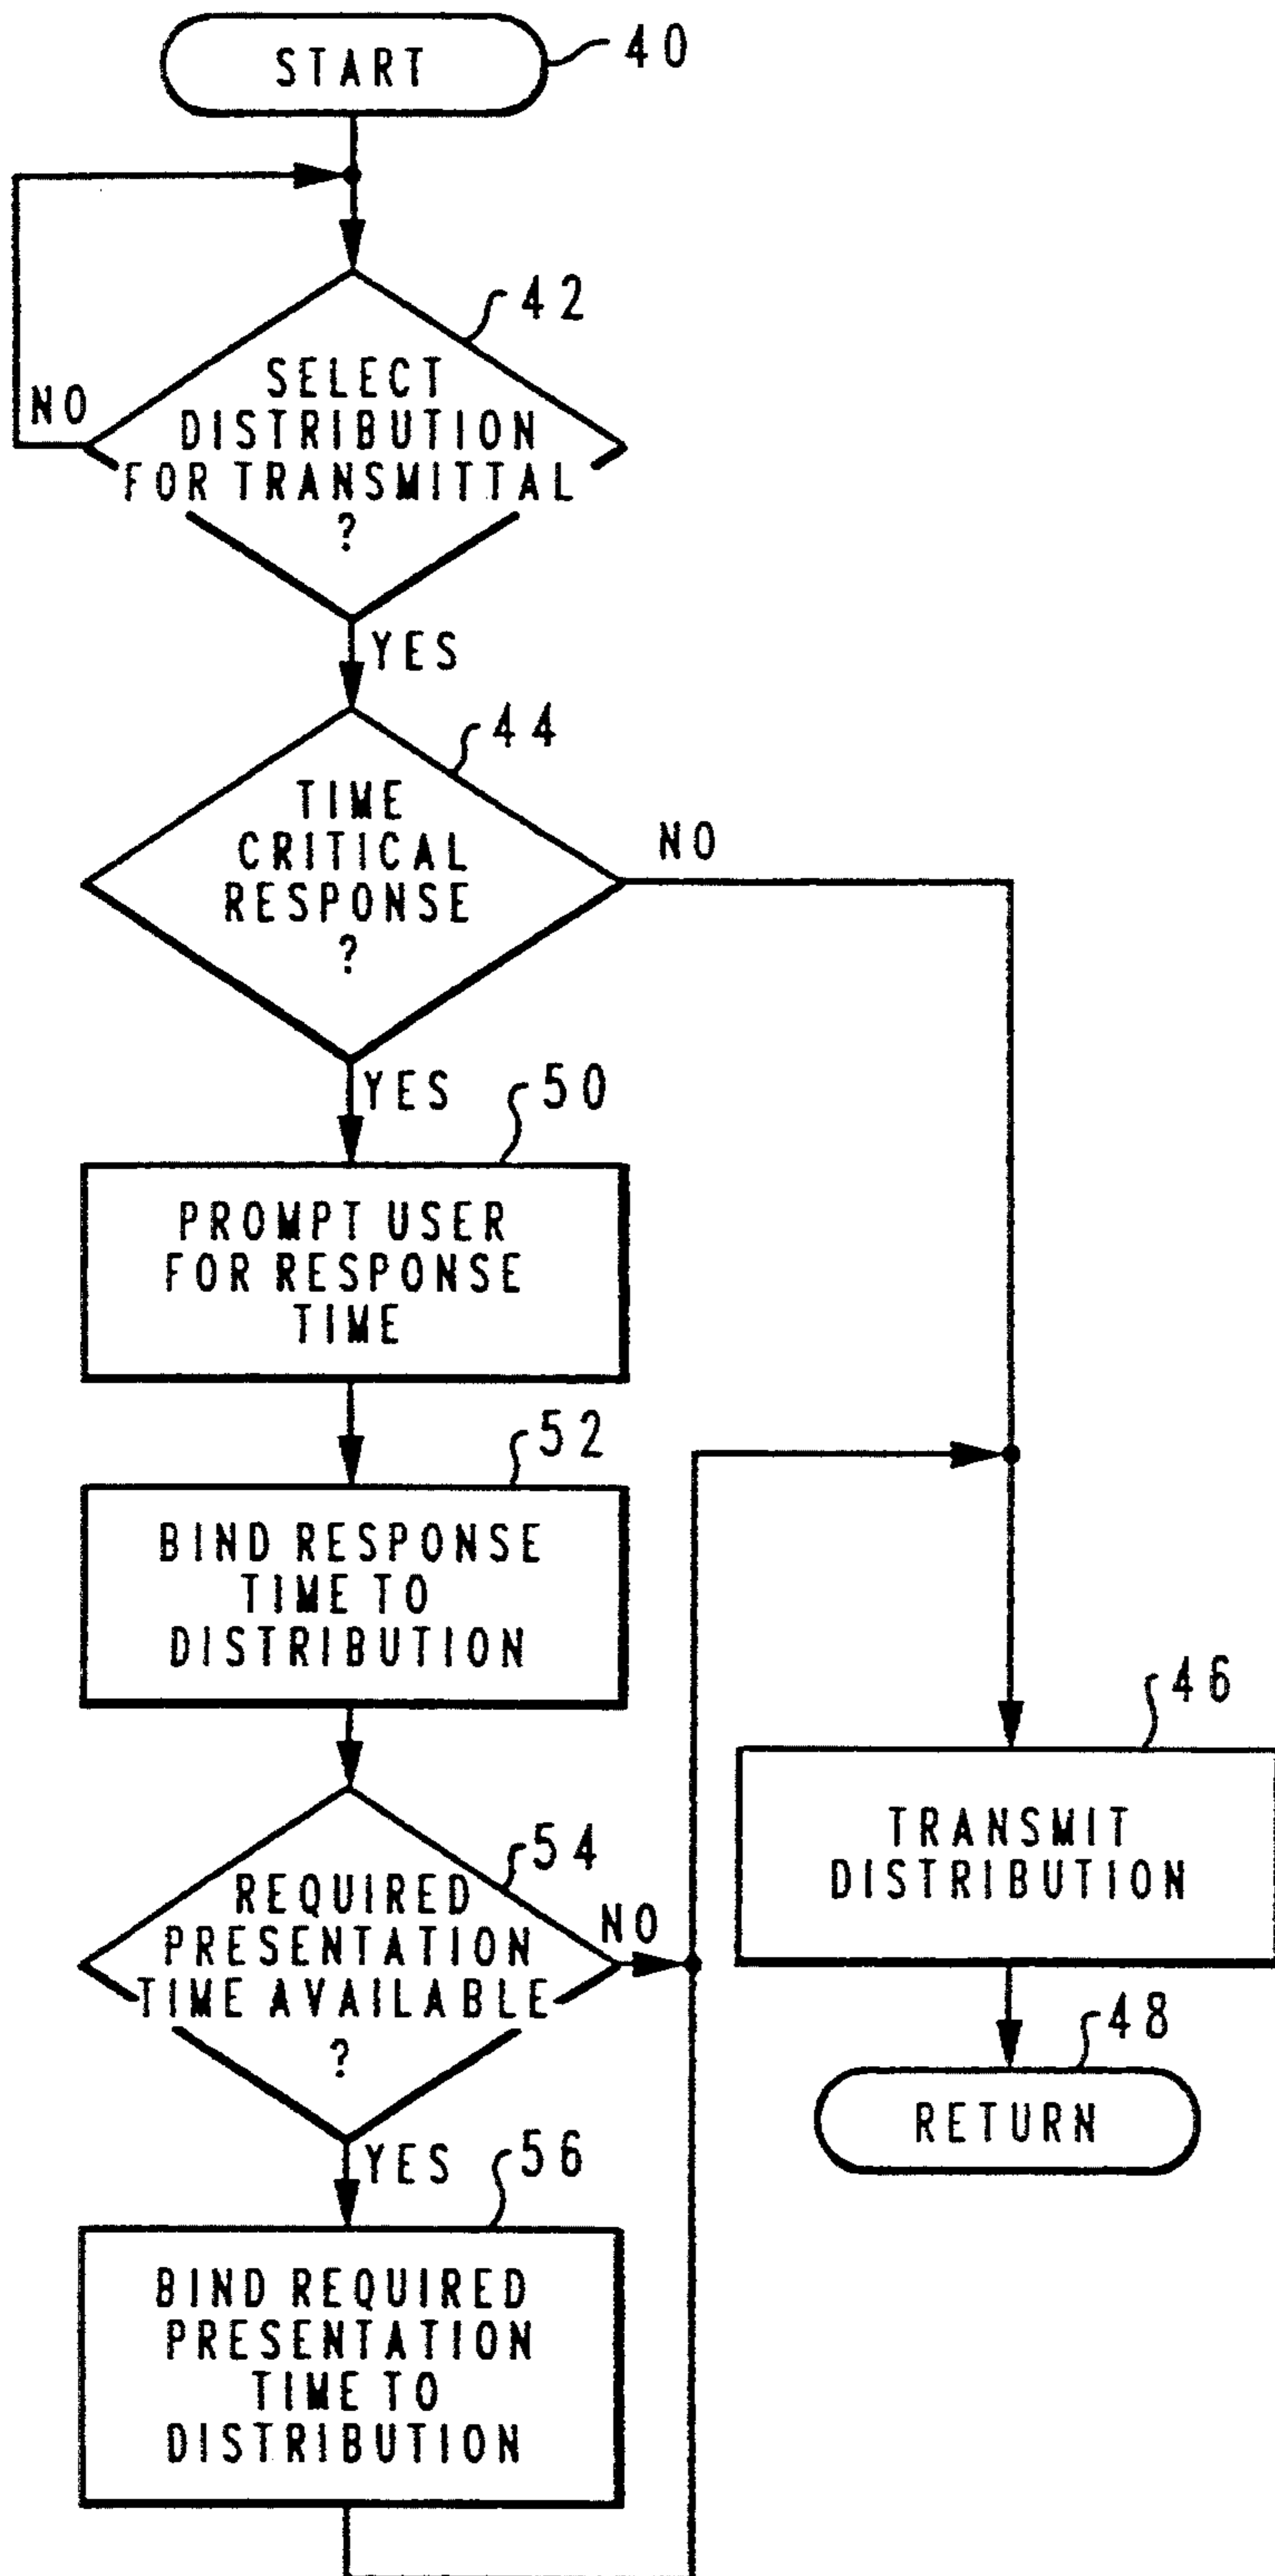 START
40
42
SELECT
DISTRIBUTION
FOR TRANSMITTAL
?
NO
YES
44
TIME
CRITICAL
RESPONSE
?
NO
YES
50
PROMPT USER
FOR RESPONSE
TIME
52
BIND RESPONSE
TIME TO
DISTRIBUTION
54
REQUIRED
PRESENTATION
TIME AVAILABLE
?
NO
YES
56
BIND REQUIRED
PRESENTATION
TIME TO
DISTRIBUTION
46
TRANSMIT
DISTRIBUTION
48
RETURN